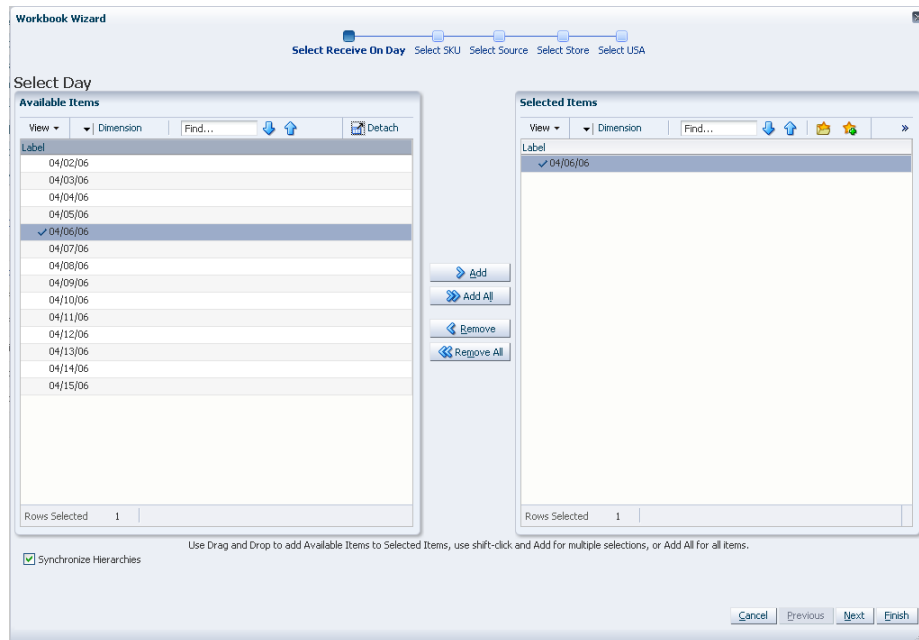 Workbook Wizard
Select Receive On Day Select SKU Select Source Select Store Select USA
Select Day
Available Items
View Dimension Find... Detach
Label
04/02/06
04/03/06
04/04/06
04/05/06
04/06/06
04/07/06
04/08/06
04/09/06
04/10/06
04/11/06
04/12/06
04/13/06
04/14/06
04/15/06
Rows Selected 1
Add
Add All
Remove
Remove All
Selected Items
View Dimension Find... »
Label
04/06/06
Rows Selected 1
Use Drag and Drop to add Available Items to Selected Items, use shift-click and Add for multiple selections, or Add All for all items.
Synchronize Hierarchies
Cancel Previous Next Finish